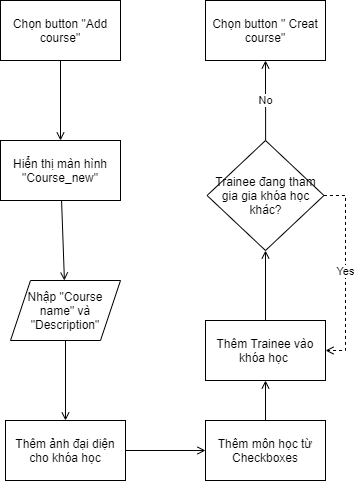 Chọn button "Add
course"
Hiển thị màn hình
"Course_new"
Nhập "Course
name" và
"Description"
Thêm ảnh đại diện
cho khóa học
Thêm môn học từ
Checkboxes
Thêm Trainee vào
khóa học
Trainee đang tham
gia gia khóa học
khác?
Yes
No
Chọn button " Creat
course"